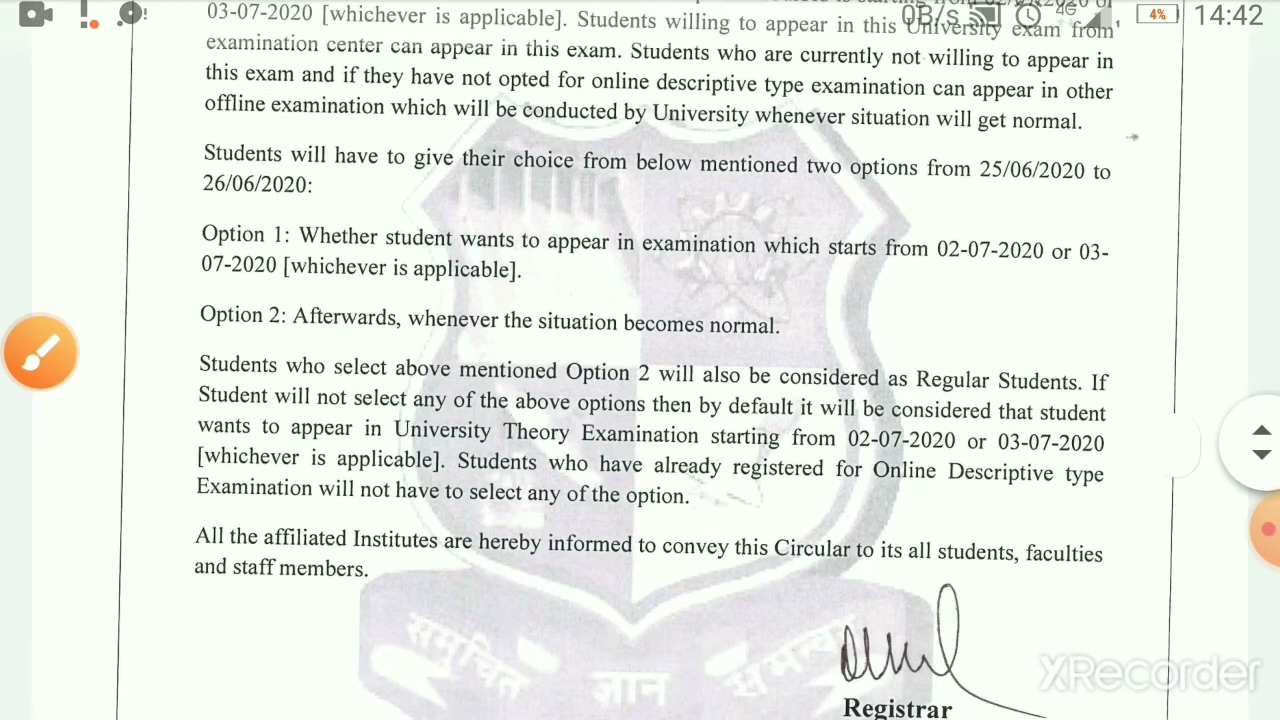 0B/s 4G 4% 14:42
03-07-2020 [whichever is applicable]. Students willing to appear in this University exam from
examination center can appear in this exam. Students who are currently not willing to appear in
this exam and if they have not opted for online descriptive type examination can appear in other
offline examination which will be conducted by University whenever situation will get normal.
Students will have to give their choice from below mentioned two options from 25/06/2020 to
26/06/2020:
Option 1: Whether student wants to appear in examination which starts from 02-07-2020 or 03-
07-2020 [whichever is applicable].
Option 2: Afterwards, whenever the situation becomes normal.
Students who select above mentioned Option 2 will also be considered as Regular Students. If
Student will not select any of the above options then by default it will be considered that student
wants to appear in University Theory Examination starting from 02-07-2020 or 03-07-2020
[whichever is applicable]. Students who have already registered for Online Descriptive type
Examination will not have to select any of the option.
All the affiliated Institutes are hereby informed to convey this Circular to its all students, faculties
and staff members.
समुचित ज्ञान
XRecorder
Registrar